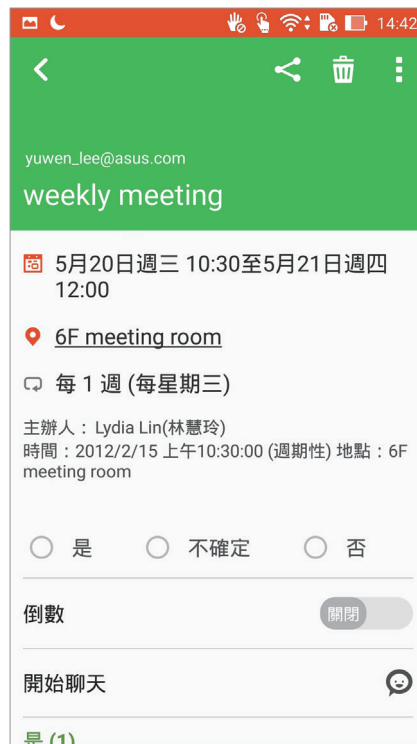 14:42
yuwen_lee@asus.com
weekly meeting
5月20日週三 10:30至5月21日週四
12:00
6F meeting room
每 1 週 (每星期三)
主辦人：Lydia Lin(林慧玲)
時間：2012/2/15 上午10:30:00 (週期性) 地點：6F
meeting room
是 不確定 否
倒數 關閉
開始聊天
是 (1)